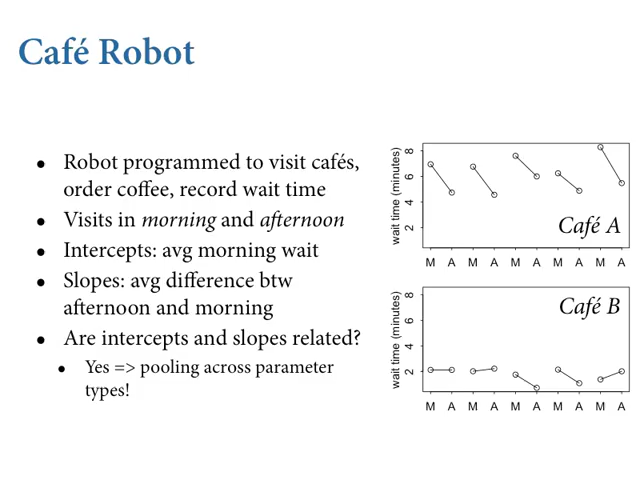 Café Robot
• Robot programmed to visit cafés,
order coffee, record wait time
• Visits in morning and afternoon
• Intercepts: avg morning wait
• Slopes: avg difference btw
afternoon and morning
• Are intercepts and slopes related?
• Yes => pooling across parameter
types!
wait time (minutes)
8
6
4
2
Café A
M A M A M A M A M A
wait time (minutes)
8
6
4
2
Café B
M A M A M A M A M A